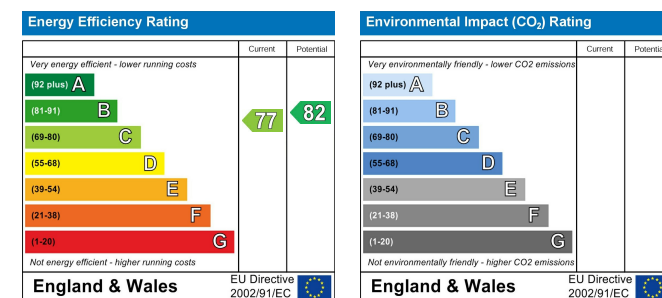 Energy Efficiency Rating
Current Potential
Very energy efficient - lower running costs
(92 plus) A
(81-91) B
(69-80) C
(55-68) D
(39-54) E
(21-38) F
(1-20) G
77
82
Not energy efficient - higher running costs
England & Wales
EU Directive
2002/91/EC
Environmental Impact (CO₂) Rating
Current Potential
Very environmentally friendly - lower CO2 emissions
(92 plus) A
(81-91) B
(69-80) C
(55-68) D
(39-54) E
(21-38) F
(1-20) G
Not environmentally friendly - higher CO2 emissions
England & Wales
EU Directive
2002/91/EC